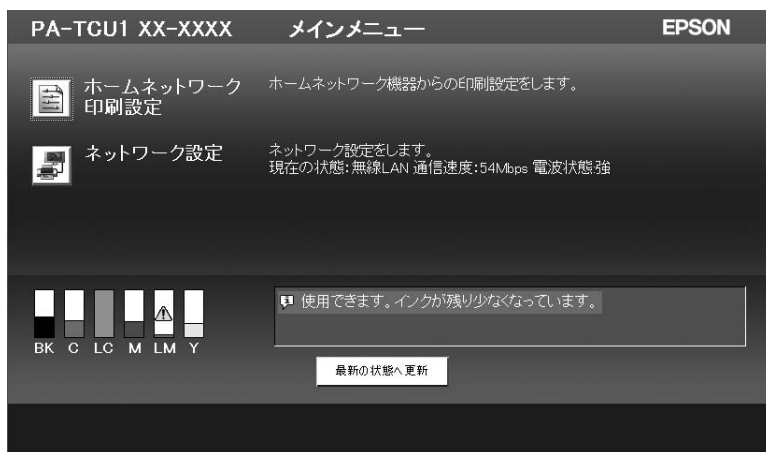 PA-TCU1 XX-XXXX メインメニュー EPSON
ホームネットワーク
印刷設定
ホームネットワーク機器からの印刷設定をします。
ネットワーク設定
ネットワーク設定をします。
現在の状態:無線LAN 通信速度:54Mbps 電波状態:強
使用できます。インクが残り少なくなっています。
BK C LC M LM Y
最新の状態へ更新